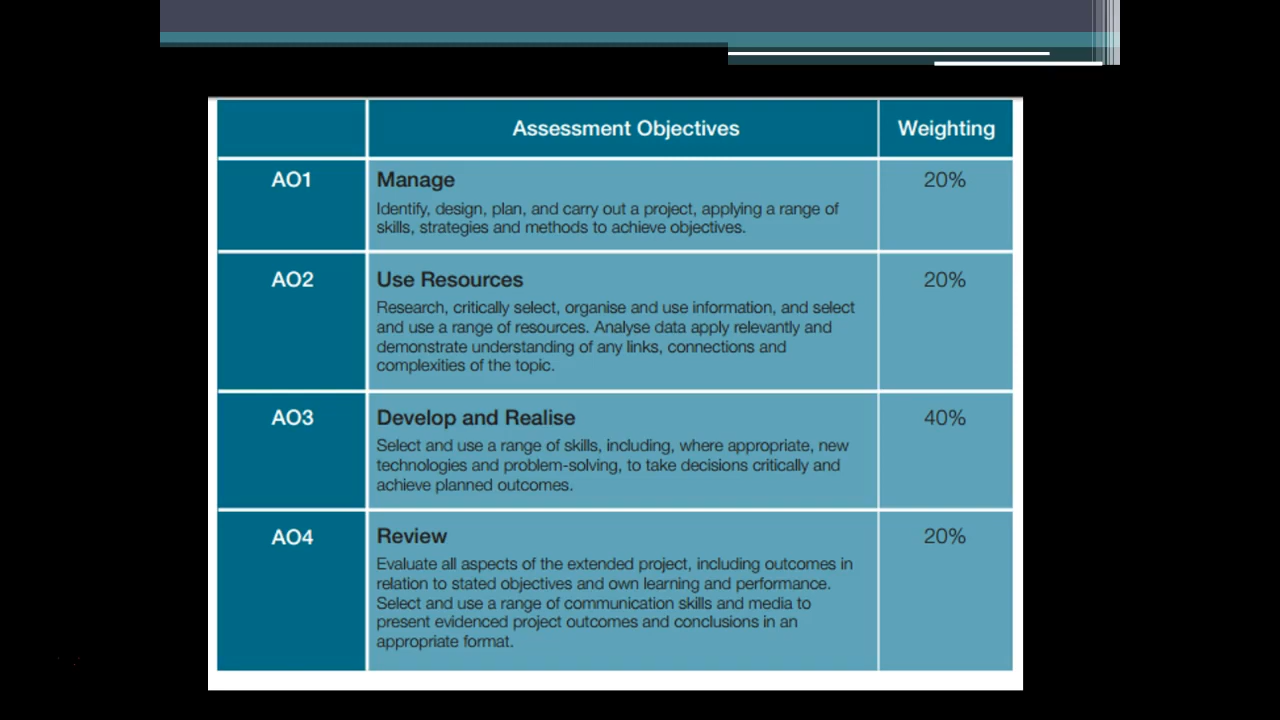 Assessment Objectives
Weighting
AO1
Manage
20%
Identify, design, plan, and carry out a project, applying a range of
skills, strategies and methods to achieve objectives.
AO2
Use Resources
20%
Research, critically select, organise and use information, and select
and use a range of resources. Analyse data apply relevantly and
demonstrate understanding of any links, connections and
complexities of the topic.
AO3
Develop and Realise
40%
Select and use a range of skills, including, where appropriate, new
technologies and problem-solving, to take decisions critically and
achieve planned outcomes.
AO4
Review
20%
Evaluate all aspects of the extended project, including outcomes in
relation to stated objectives and own learning and performance.
Select and use a range of communication skills and media to
present evidenced project outcomes and conclusions in an
appropriate format.